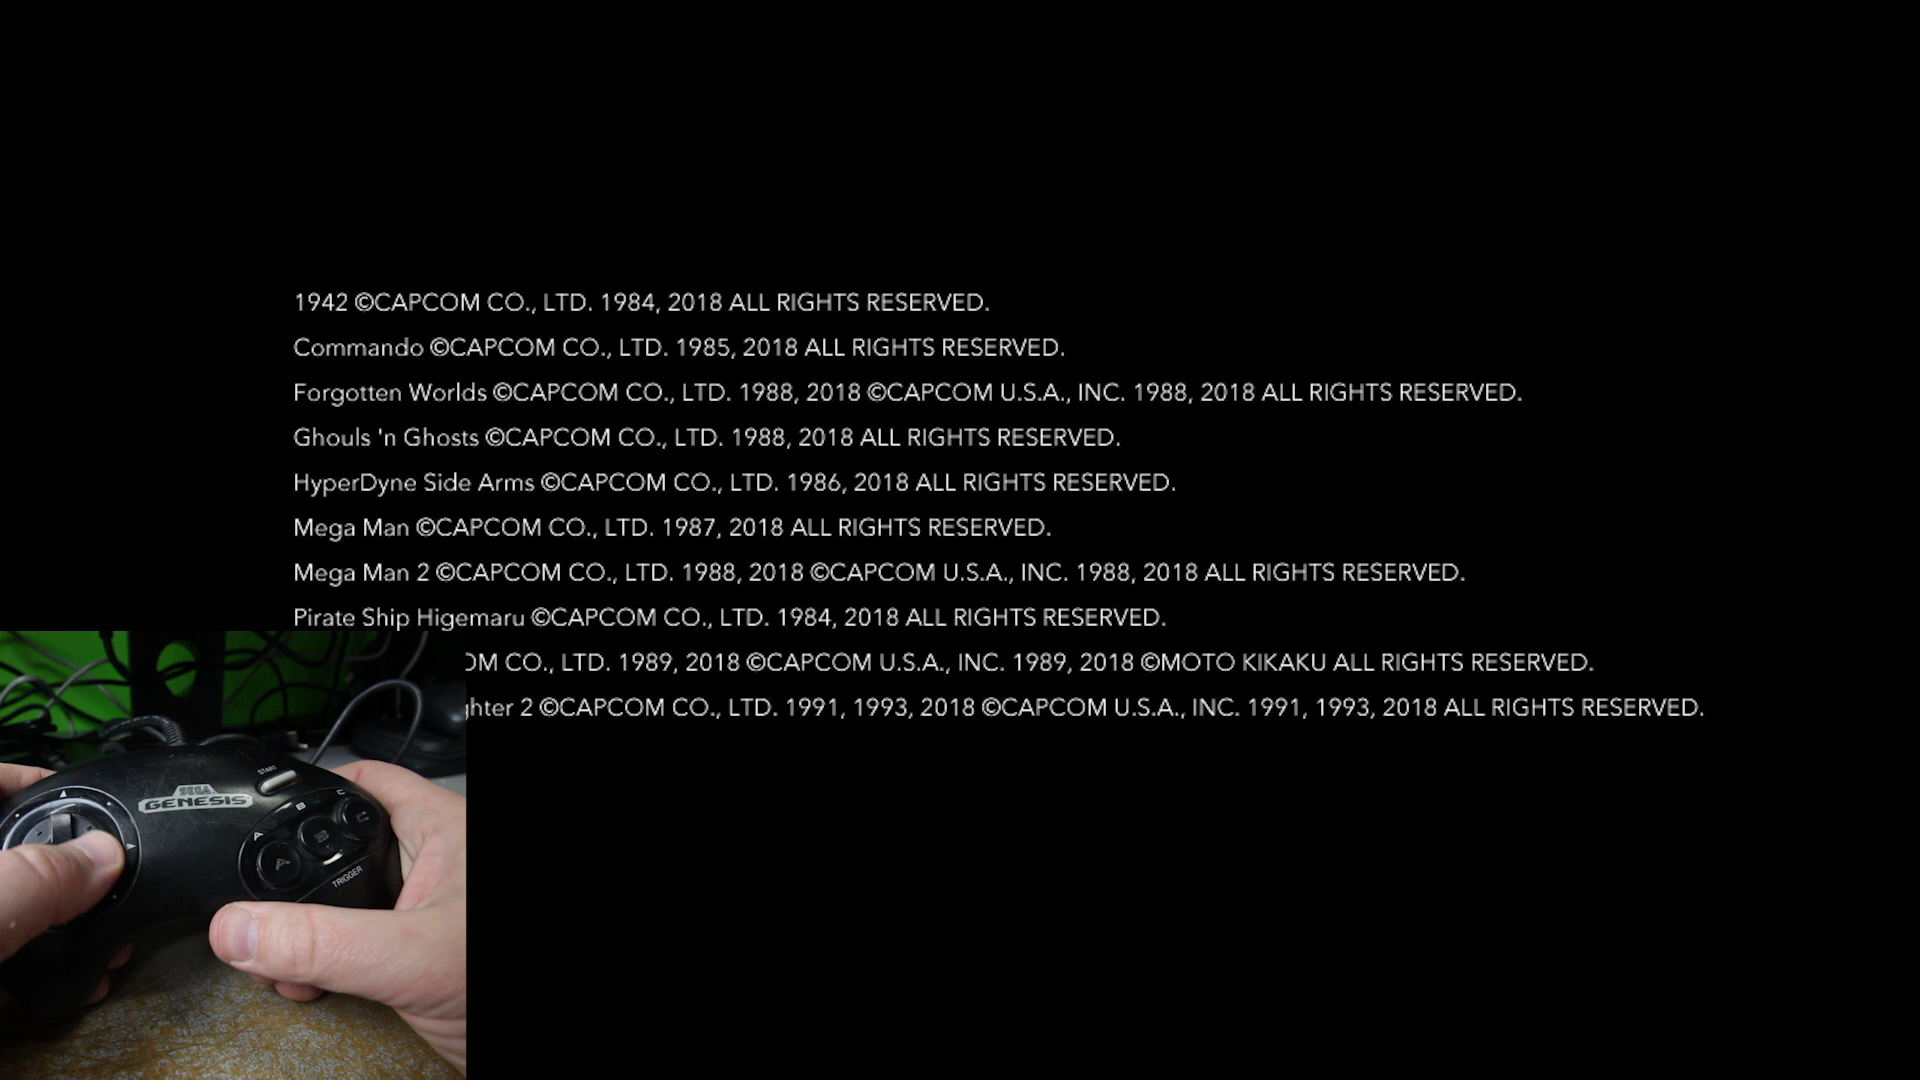 1942 ©CAPCOM CO., LTD. 1984, 2018 ALL RIGHTS RESERVED.
Commando ©CAPCOM CO., LTD. 1985, 2018 ALL RIGHTS RESERVED.
Forgotten Worlds ©CAPCOM CO., LTD. 1988, 2018 ©CAPCOM U.S.A., INC. 1988, 2018 ALL RIGHTS RESERVED.
Ghouls 'n Ghosts ©CAPCOM CO., LTD. 1988, 2018 ALL RIGHTS RESERVED.
HyperDyne Side Arms ©CAPCOM CO., LTD. 1986, 2018 ALL RIGHTS RESERVED.
Mega Man ©CAPCOM CO., LTD. 1987, 2018 ALL RIGHTS RESERVED.
Mega Man 2 ©CAPCOM CO., LTD. 1988, 2018 ©CAPCOM U.S.A., INC. 1988, 2018 ALL RIGHTS RESERVED.
Pirate Ship Higemaru ©CAPCOM CO., LTD. 1984, 2018 ALL RIGHTS RESERVED.
OM CO., LTD. 1989, 2018 ©CAPCOM U.S.A., INC. 1989, 2018 ©MOTO KIKAKU ALL RIGHTS RESERVED.
ghter 2 ©CAPCOM CO., LTD. 1991, 1993, 2018 ©CAPCOM U.S.A., INC. 1991, 1993, 2018 ALL RIGHTS RESERVED.
START
SEGA
GENESIS
A B C
A B C
TRIGGER